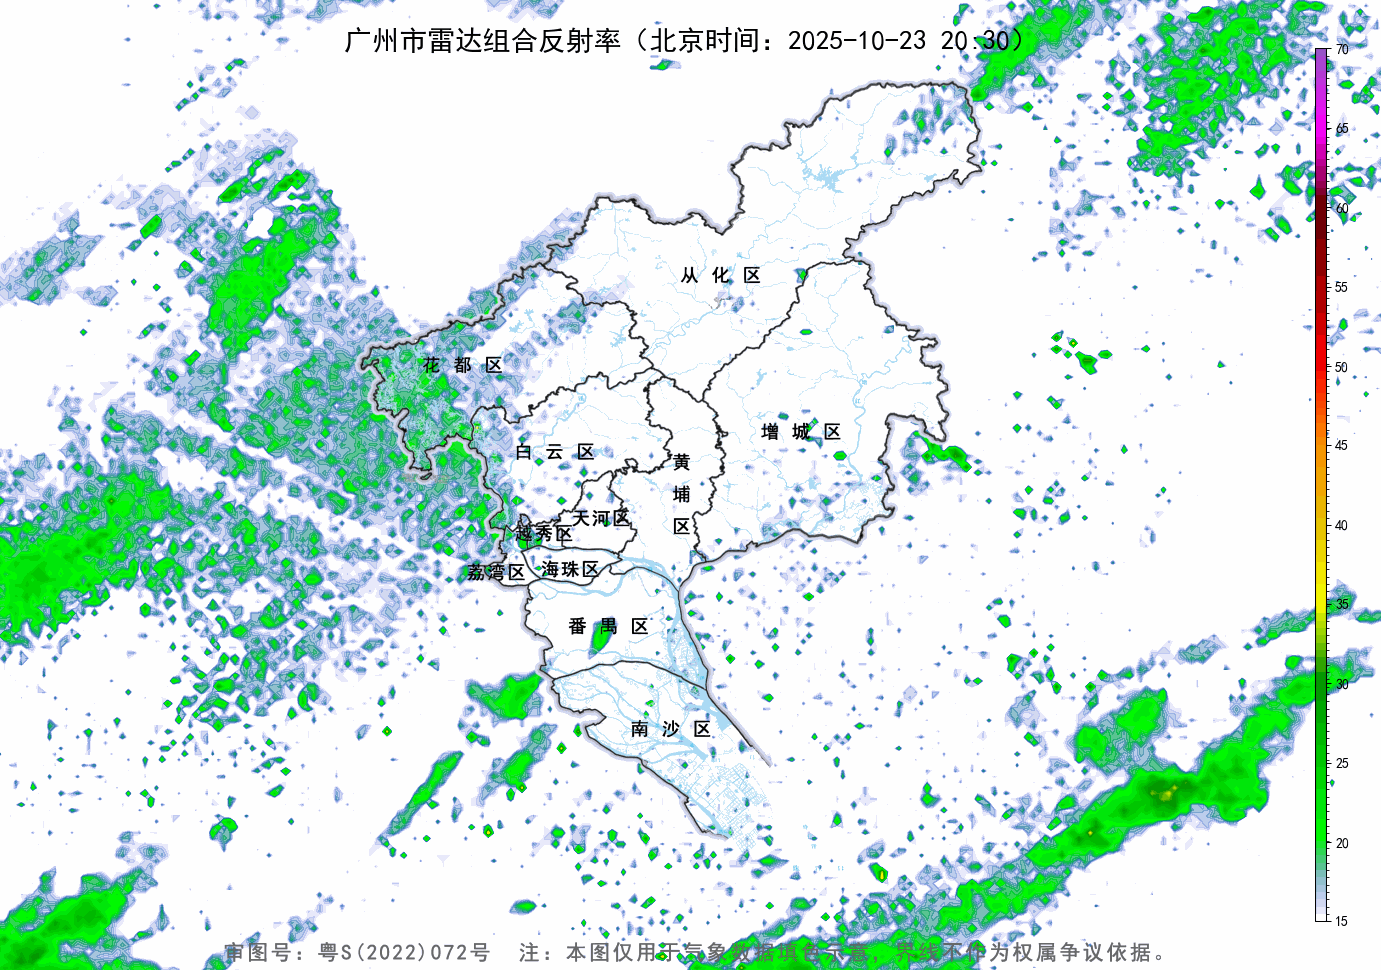 广州市雷达组合反射率（北京时间：2025-10-23 20:30）
70
65
60
55
50
45
40
35
30
25
20
15
从化区
花都区
增城区
白云区
黄埔区
天河区
越秀区
海珠区
荔湾区
番禺区
南沙区
审图号：粤S(2022)072号 注：本图仅用于气象数据填色示意，界线不作为权属争议依据。